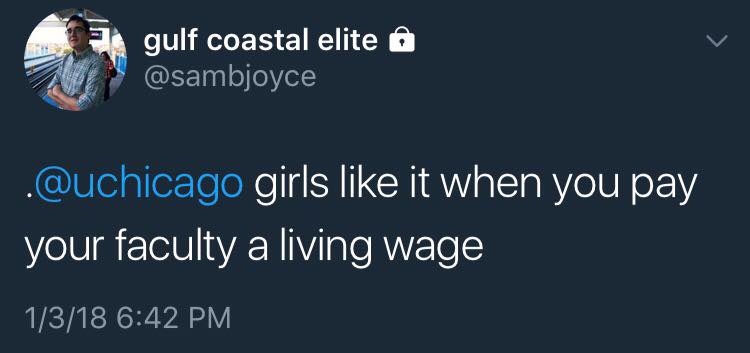 gulf coastal elite 🔒
@sambjoyce
.@uchicago girls like it when you pay
your faculty a living wage
1/3/18 6:42 PM